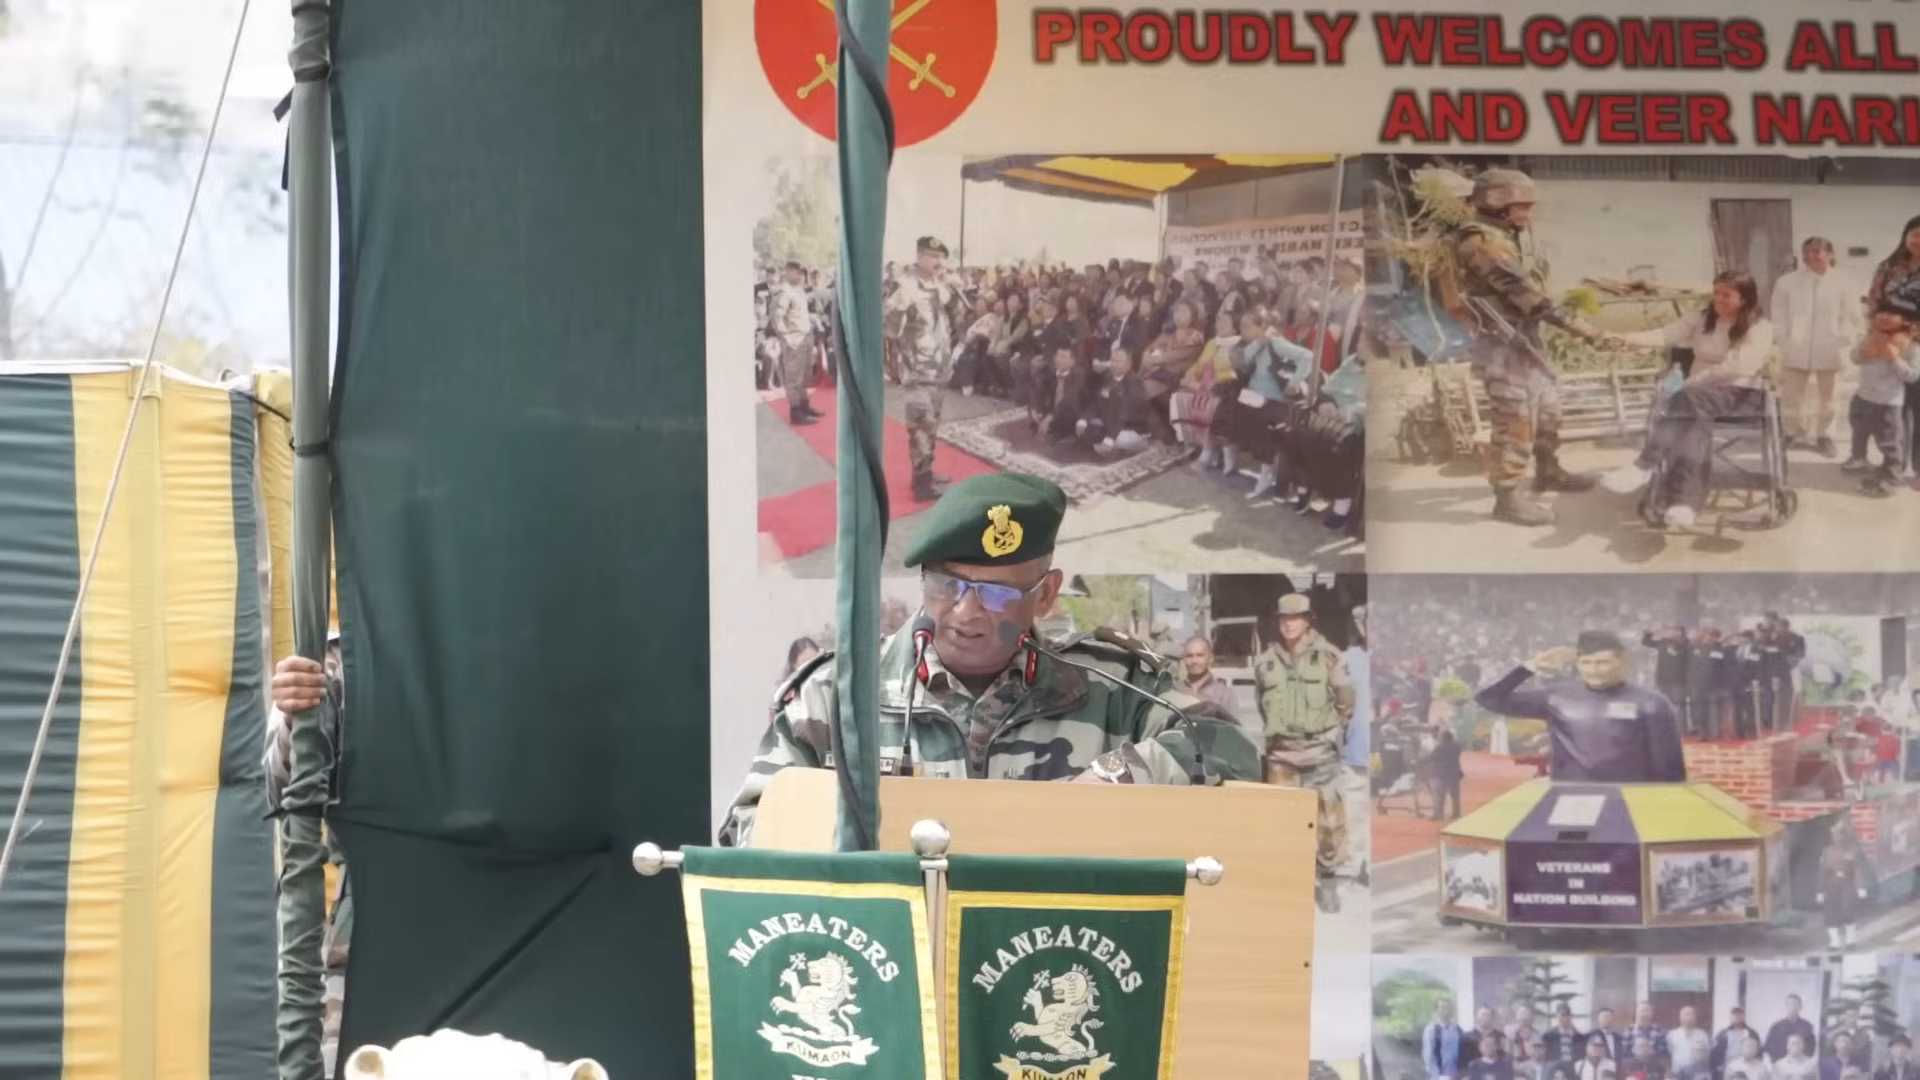 PROUDLY WELCOMES ALL
AND VEER NARI
VETERANS
IN
NATION BUILDING
MANEATERS
KUMAON
MANEATERS
KUMAON